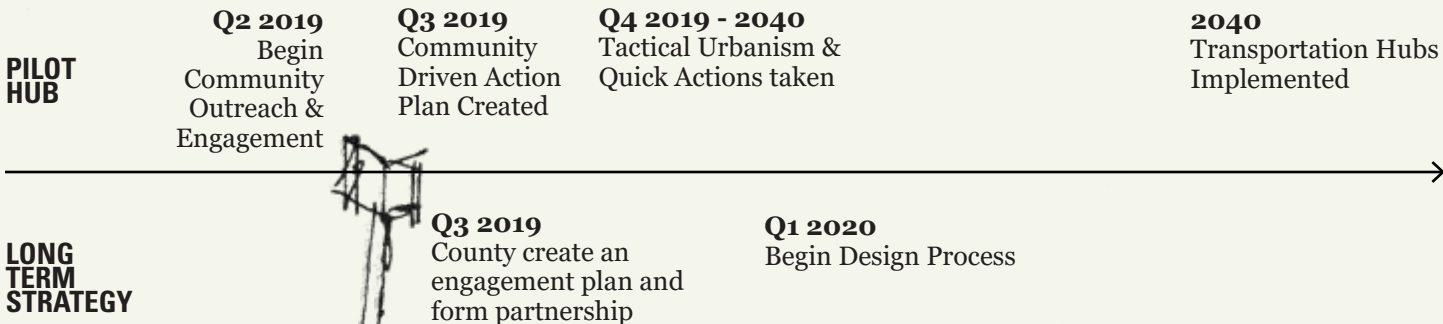 PILOT
HUB
Q2 2019
Begin
Community
Outreach &
Engagement
Q3 2019
Community
Driven Action
Plan Created
Q4 2019 - 2040
Tactical Urbanism &
Quick Actions taken
2040
Transportation Hubs
Implemented
LONG
TERM
STRATEGY
Q3 2019
County create an
engagement plan and
form partnership
Q1 2020
Begin Design Process